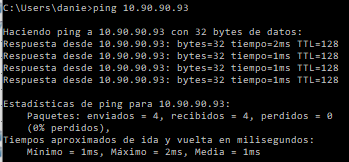 C:\Users\danie>ping 10.90.90.93
Haciendo ping a 10.90.90.93 con 32 bytes de datos:
Respuesta desde 10.90.90.93: bytes=32 tiempo=2ms TTL=128
Respuesta desde 10.90.90.93: bytes=32 tiempo=1ms TTL=128
Respuesta desde 10.90.90.93: bytes=32 tiempo=1ms TTL=128
Respuesta desde 10.90.90.93: bytes=32 tiempo=1ms TTL=128
Estadísticas de ping para 10.90.90.93:
Paquetes: enviados = 4, recibidos = 4, perdidos = 0
(0% perdidos),
Tiempos aproximados de ida y vuelta en milisegundos:
Mínimo = 1ms, Máximo = 2ms, Media = 1ms